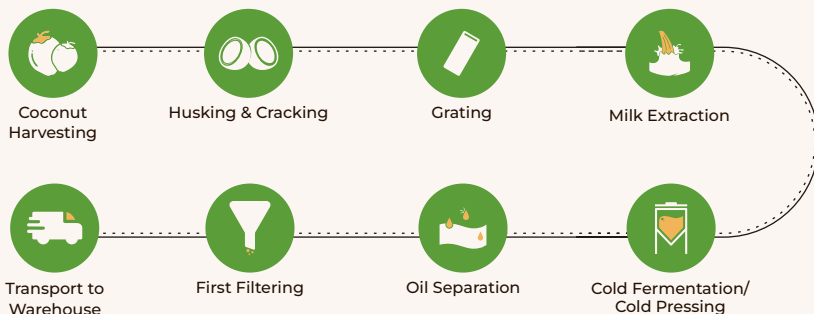 Coconut
Harvesting
Husking & Cracking
Grating
Milk Extraction
Cold Fermentation/
Cold Pressing
Oil Separation
First Filtering
Transport to
Warehouse